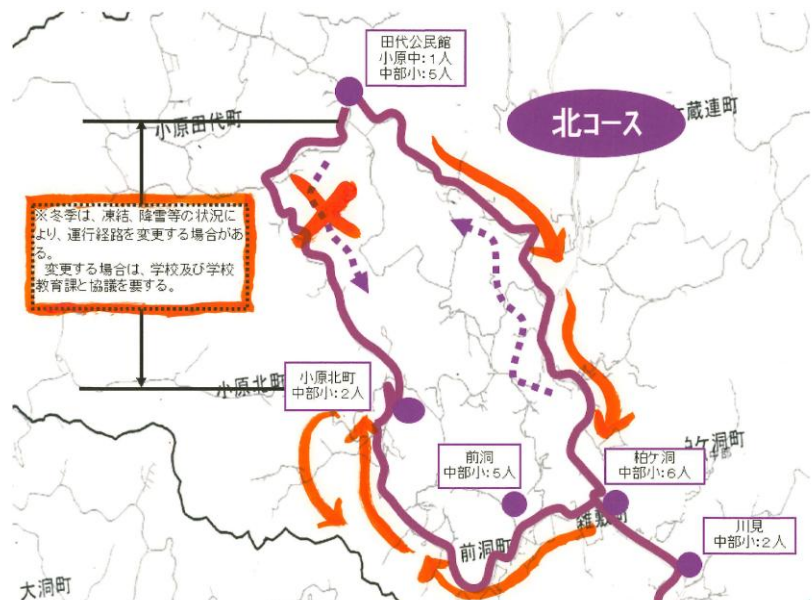 田代公民館
小原中:1人
中部小:5人
北コース
蔵連町
小原田代町
※冬季は、凍結、降雪等の状況に
より、運行経路を変更する場合があ
る。
変更する場合は、学校及び学校
教育課と協議を要する。
小原北町
小原北町
中部小:2人
前洞
中部小:5人
粕ケ洞
中部小:6人
ケ洞町
雑敷町
川見
中部小:2人
前洞町
大洞町